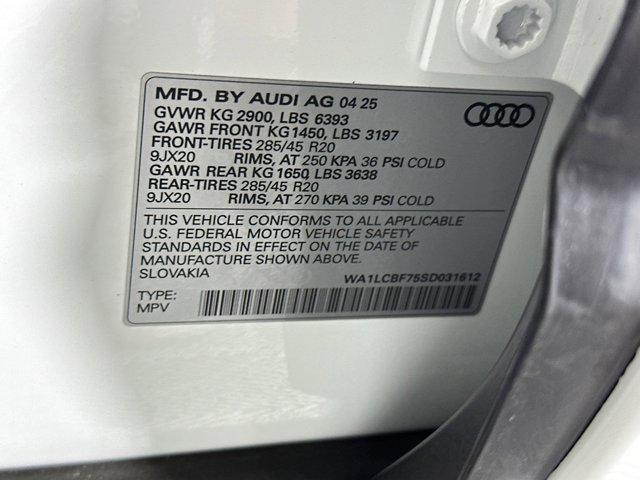 MFD. BY AUDI AG 04 25
GVWR KG 2900, LBS 6393
GAWR FRONT KG1450, LBS 3197
FRONT-TIRES 285/45 R20
9JX20 RIMS, AT 250 KPA 36 PSI COLD
GAWR REAR KG 1650, LBS 3638
REAR-TIRES 285/45 R20
9JX20 RIMS, AT 270 KPA 39 PSI COLD
THIS VEHICLE CONFORMS TO ALL APPLICABLE
U.S. FEDERAL MOTOR VEHICLE SAFETY
STANDARDS IN EFFECT ON THE DATE OF
MANUFACTURE SHOWN ABOVE.
SLOVAKIA WA1LCBF75SD031612
TYPE:
MPV